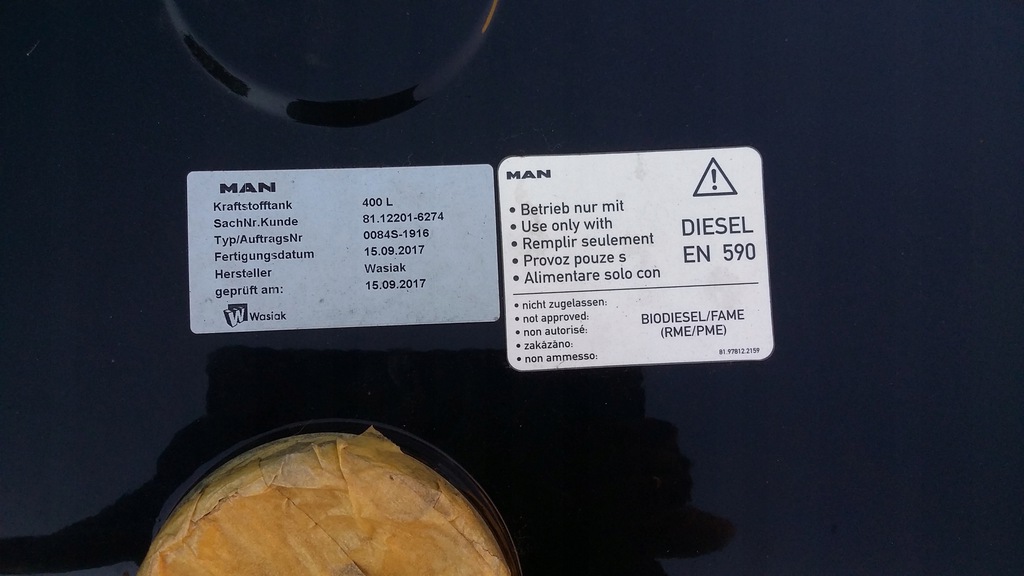 MAN
Kraftstofftank 400 L
SachNr.Kunde 81.12201-6274
Typ/AuftragsNr 0084S-1916
Fertigungsdatum 15.09.2017
Hersteller Wasiak
geprüft am: 15.09.2017
W Wasiak
MAN
• Betrieb nur mit
• Use only with
• Remplir seulement
• Provoz pouze s
• Alimentare solo con
DIESEL
EN 590
• nicht zugelassen:
• not approved:
• non autorisé:
• zakázáno:
• non ammesso:
BIODIESEL/FAME
(RME/PME)
81.97812.2159